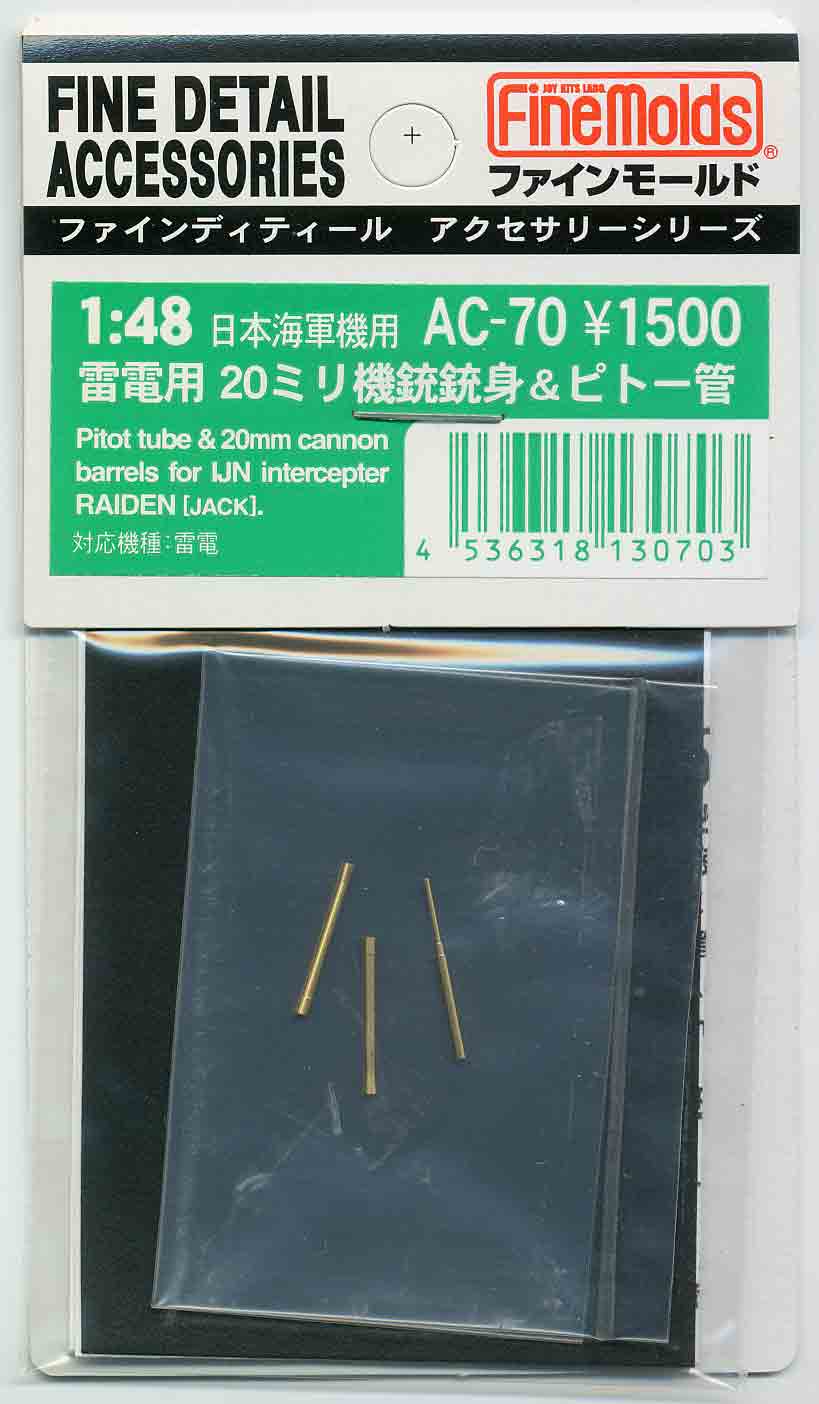 FINE DETAIL
ACCESSORIES
JOY KITS LABO.
FineMolds®
ファインモールド
ファインディティール アクセサリーシリーズ
1:48 日本海軍機用 AC-70 ¥1500
雷電用 20ミリ機銃銃身&ピトー管
Pitot tube & 20mm cannon
barrels for IJN intercepter
RAIDEN [JACK].
対応機種:雷電
4 536318 130703